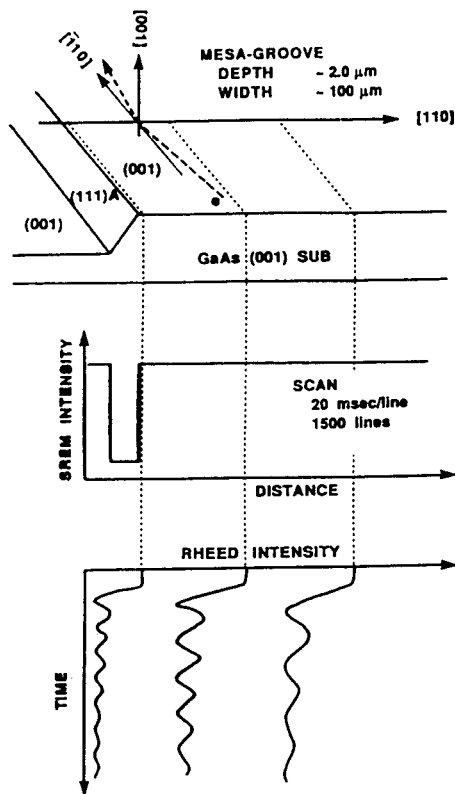 [001]
[1̄10]
MESA-GROOVE
DEPTH ~ 2.0 μm
WIDTH ~ 100 μm
[110]
(001)
(111)A
(001)
e
GaAs (001) SUB
SREM INTENSITY
SCAN
20 msec/line
1500 lines
DISTANCE
RHEED INTENSITY
TIME